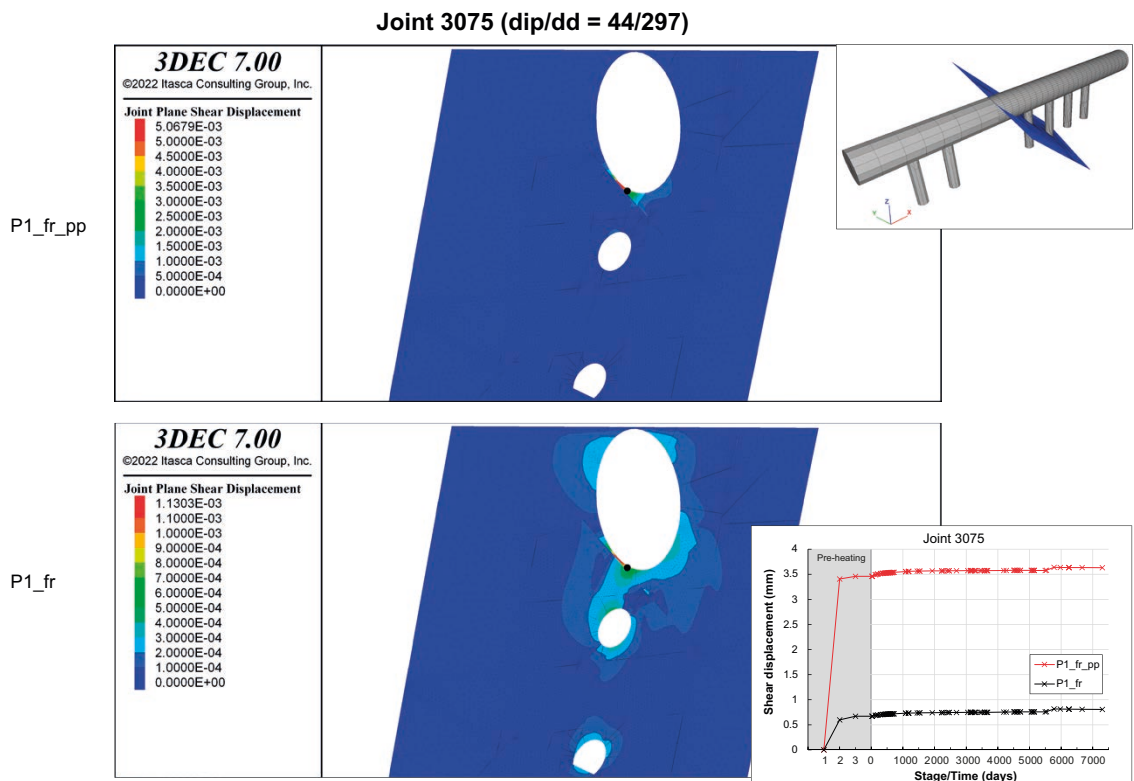 Joint 3075 (dip/dd = 44/297)
P1_fr_pp
3DEC 7.00
©2022 Itasca Consulting Group, Inc.
Joint Plane Shear Displacement
5.0679E-03
5.0000E-03
4.5000E-03
4.0000E-03
3.5000E-03
3.0000E-03
2.5000E-03
2.0000E-03
1.5000E-03
1.0000E-03
5.0000E-04
0.0000E+00
Z
Y
X
P1_fr
3DEC 7.00
©2022 Itasca Consulting Group, Inc.
Joint Plane Shear Displacement
1.1303E-03
1.1000E-03
1.0000E-03
9.0000E-04
8.0000E-04
7.0000E-04
6.0000E-04
5.0000E-04
4.0000E-04
3.0000E-04
2.0000E-04
1.0000E-04
0.0000E+00
Joint 3075
Pre-heating
Shear displacement (mm)
4
3.5
3
2.5
2
1.5
1
0.5
0
P1_fr_pp
P1_fr
1 2 3 0 1000 2000 3000 4000 5000 6000 7000
Stage/Time (days)